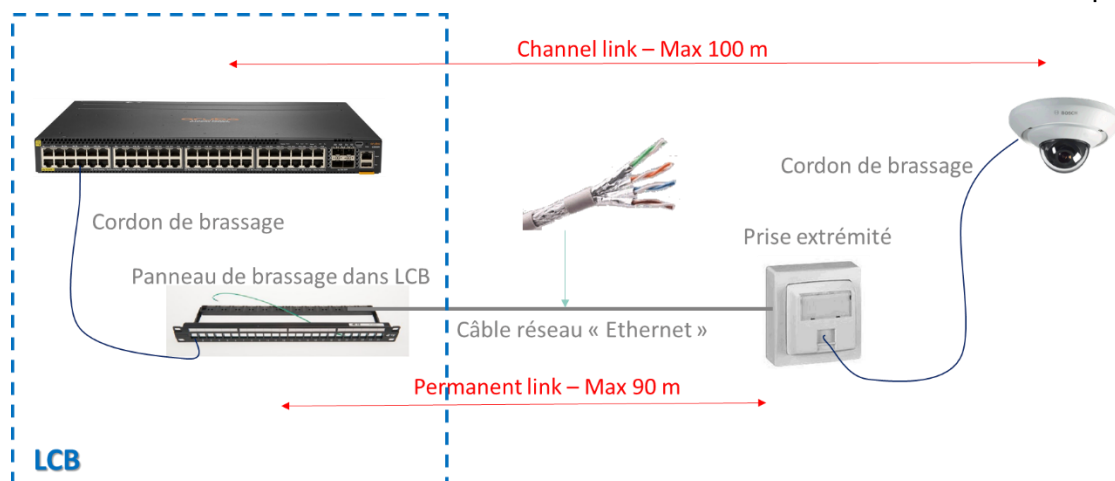 Channel link – Max 100 m
Cordon de brassage
Cordon de brassage
Prise extrémité
Panneau de brassage dans LCB
Câble réseau « Ethernet »
Permanent link – Max 90 m
LCB